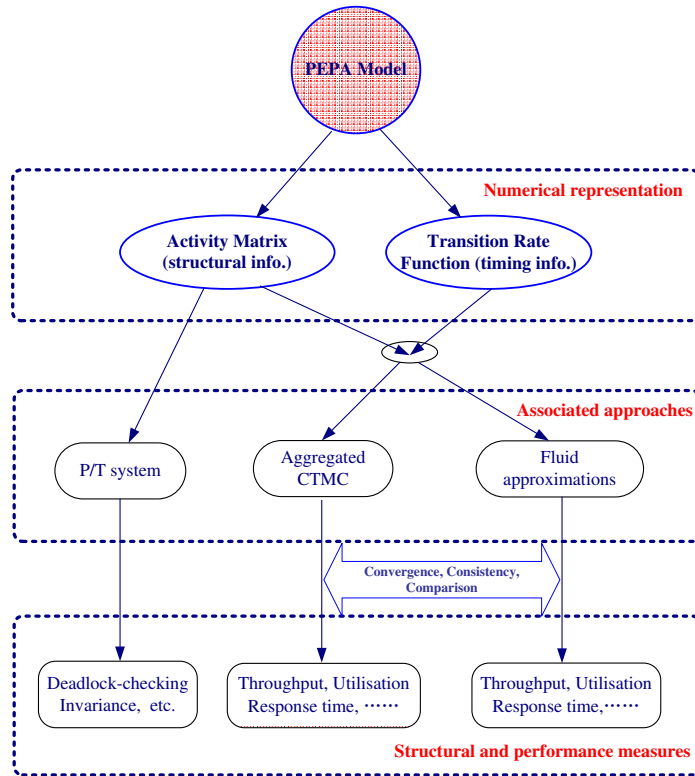 PEPA Model
Numerical representation
Activity Matrix
(structural info.)
Transition Rate
Function (timing info.)
Associated approaches
P/T system
Aggregated
CTMC
Fluid
approximations
Convergence, Consistency,
Comparison
Deadlock-checking
Invariance, etc.
Throughput, Utilisation
Response time, ······
Throughput, Utilisation
Response time,······
Structural and performance measures